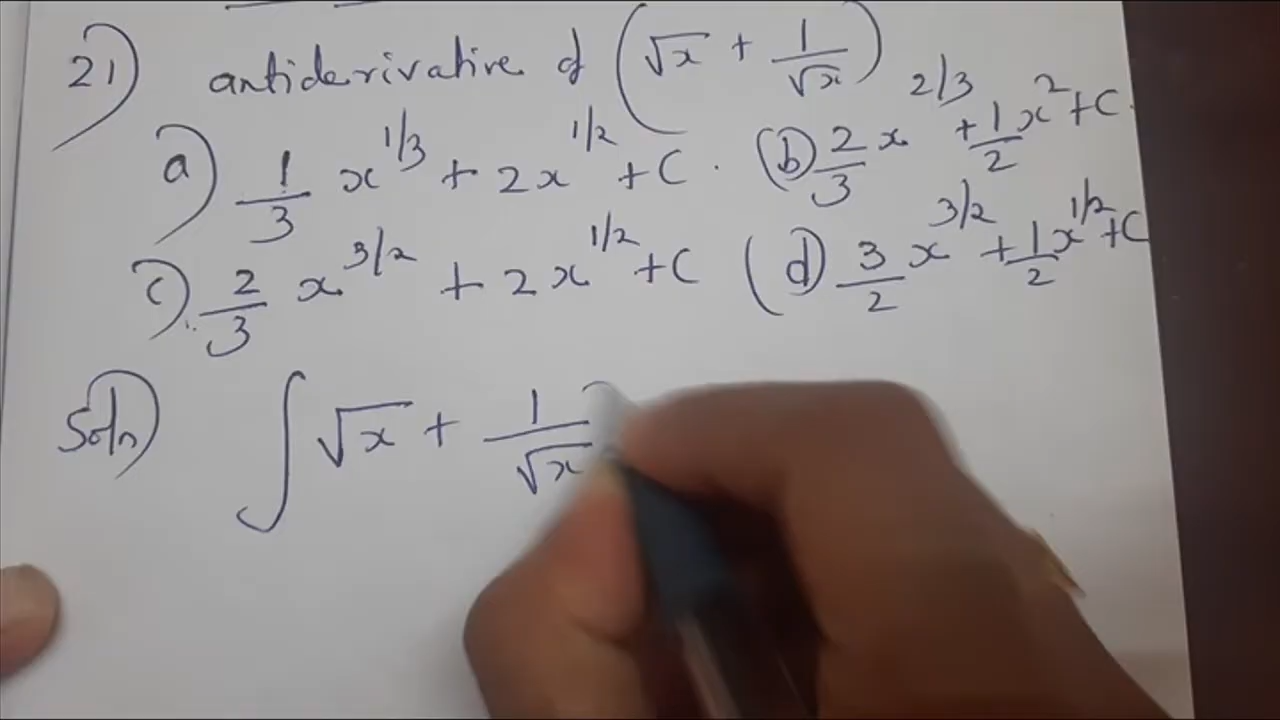 21) antiderivative of (√x + 1/√x)
a) 1/3 x^1/3 + 2x^1/2 + C. (b) 2/3 x^2/3 + 1/2 x^2 + C.
c) 2/3 x^3/2 + 2x^1/2 + C (d) 3/2 x^3/2 + 1/2 x^1/2 + C
Soln) ∫ √x + 1/√x